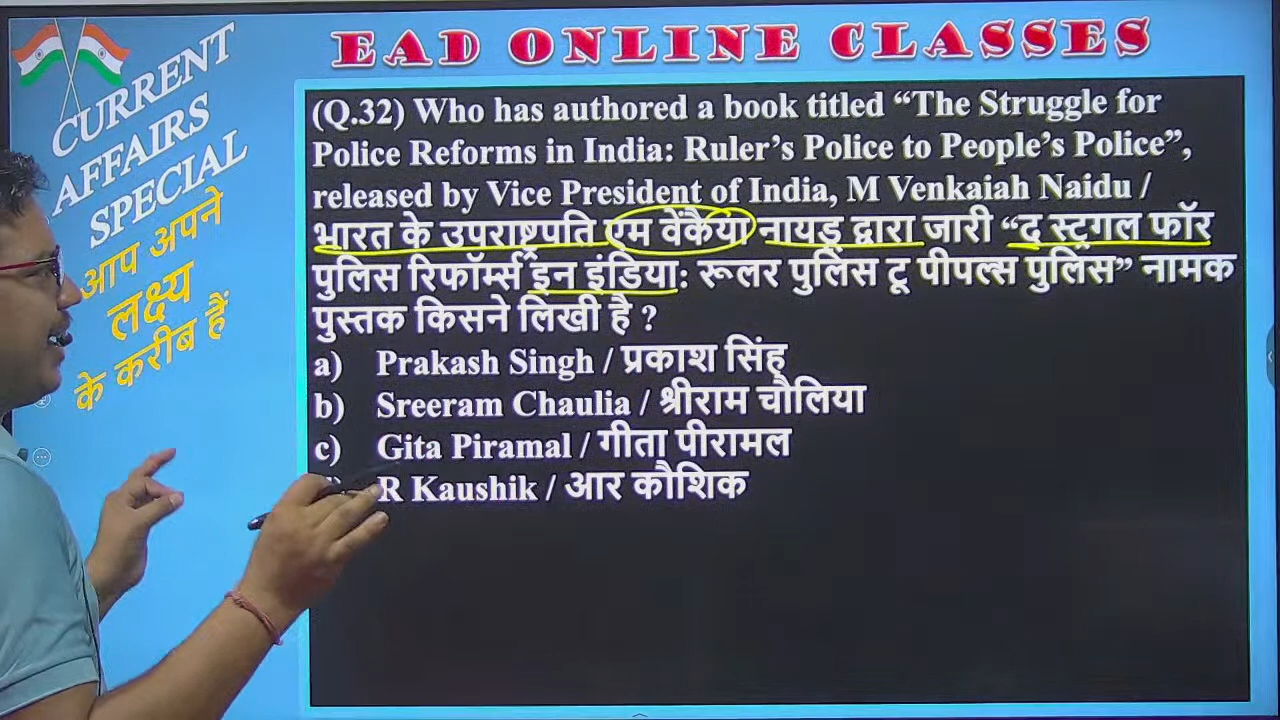 EAD ONLINE CLASSES
CURRENT
AFFAIRS
SPECIAL
आप अपने
लक्ष्य
के करीब हैं
(Q.32) Who has authored a book titled “The Struggle for
Police Reforms in India: Ruler’s Police to People’s Police”,
released by Vice President of India, M Venkaiah Naidu /
भारत के उपराष्ट्रपति एम वेंकैया नायडू द्वारा जारी “द स्ट्रगल फॉर
पुलिस रिफॉर्म्स इन इंडिया: रूलर पुलिस टू पीपल्स पुलिस” नामक
पुस्तक किसने लिखी है ?
a) Prakash Singh / प्रकाश सिंह
b) Sreeram Chaulia / श्रीराम चौलिया
c) Gita Piramal / गीता पीरामल
R Kaushik / आर कौशिक